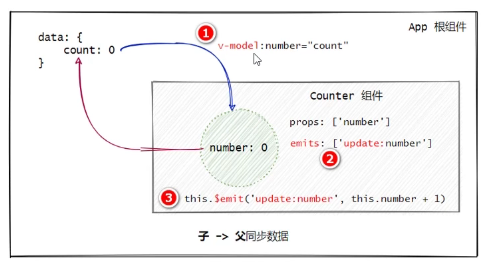 App 根组件
data: {
count: 0
}
1
v-model:number="count"
Counter 组件
props: ['number']
emits: ['update:number']
2
number: 0
3
this.$emit('update:number', this.number + 1)
子 -> 父同步数据